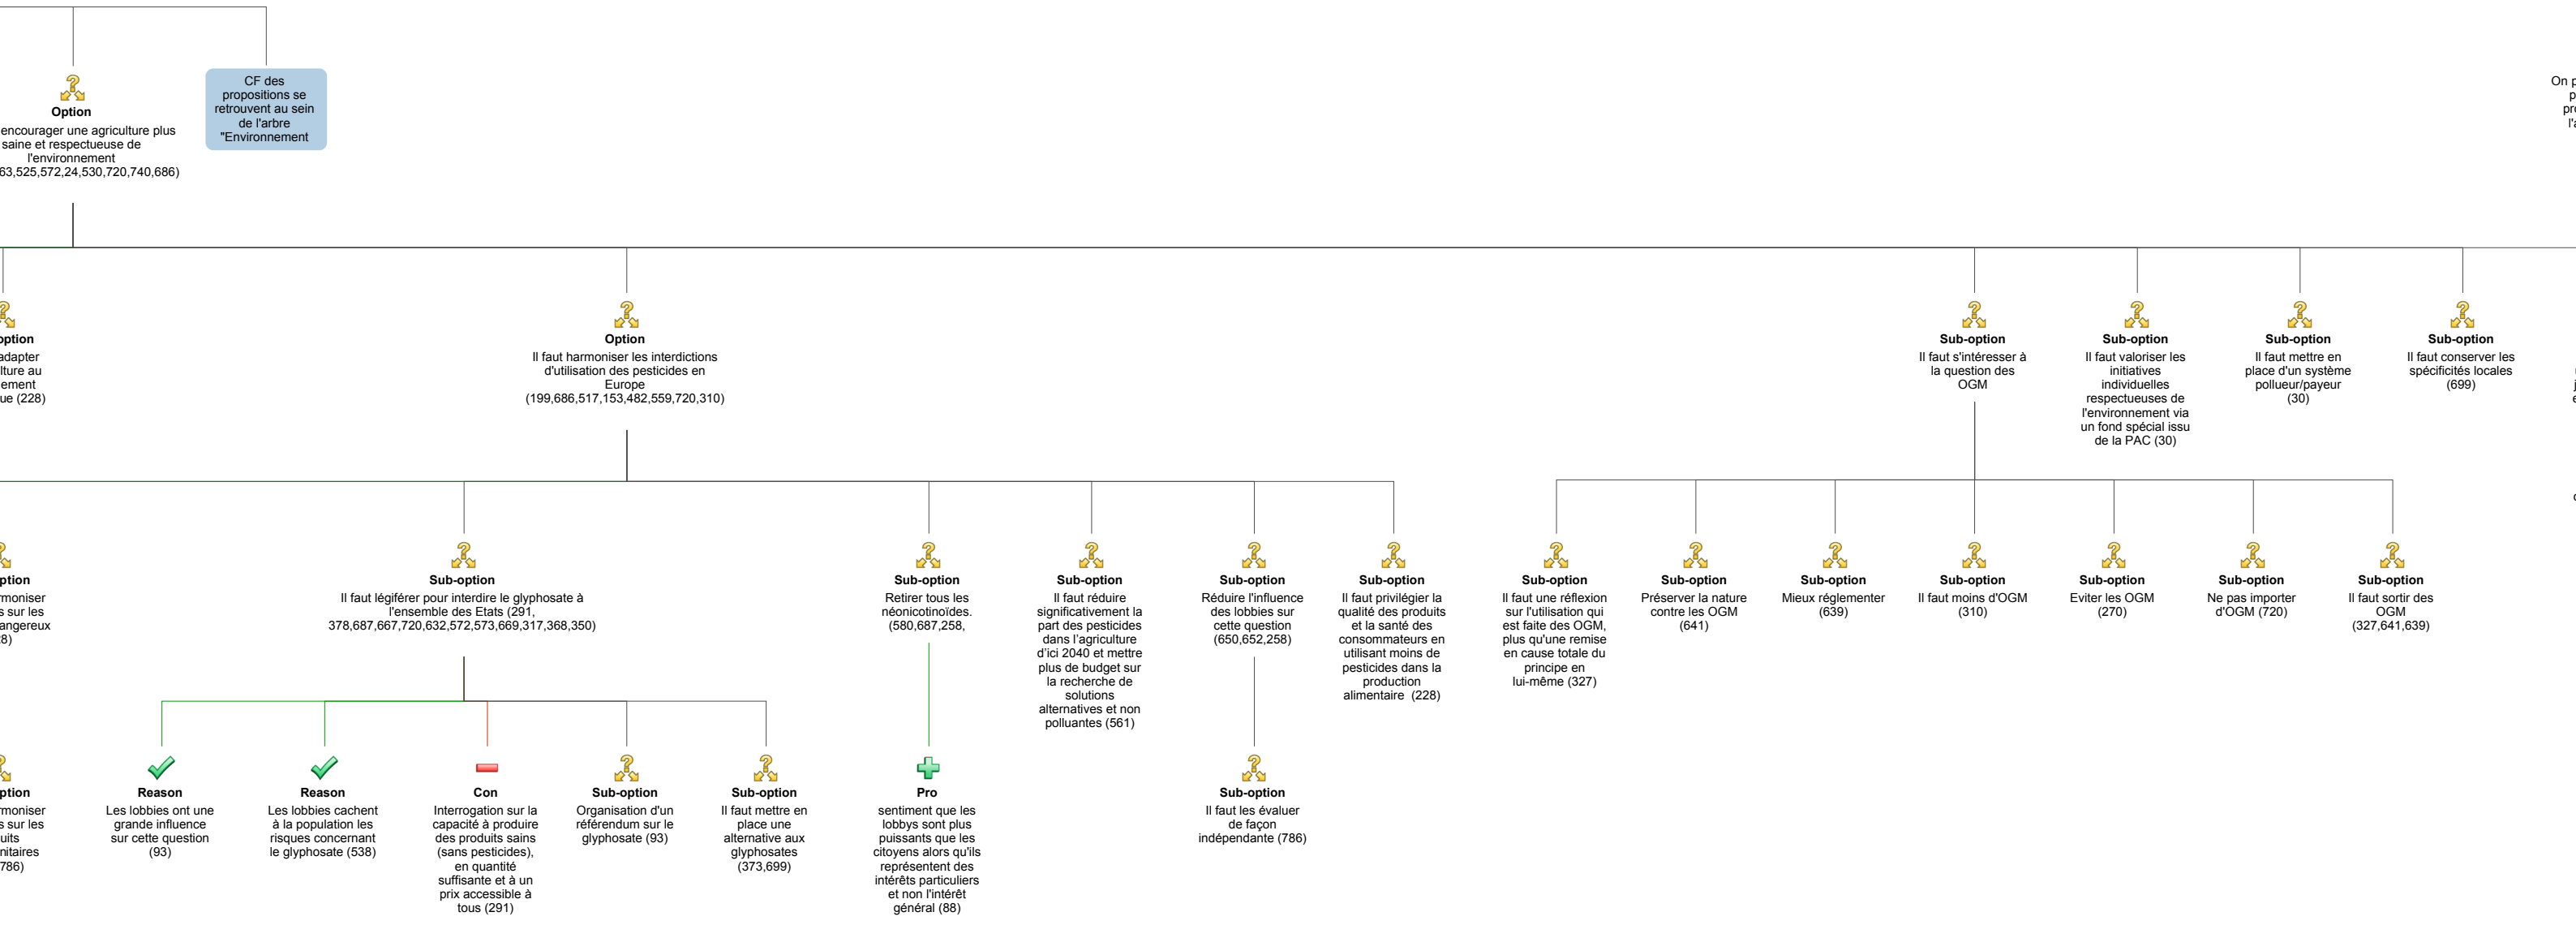 Option
encourager une agriculture plus
saine et respectueuse de
l'environnement
63,525,572,24,530,720,740,686)
CF des
propositions se
retrouvent au sein
de l'arbre
"Environnement
On p
p
pro
l'a
option
adapter
lture au
ement
ue (228)
Option
Il faut harmoniser les interdictions
d'utilisation des pesticides en
Europe
(199,686,517,153,482,559,720,310)
Sub-option
Il faut s'intéresser à
la question des
OGM
Sub-option
Il faut valoriser les
initiatives
individuelles
respectueuses de
l'environnement via
un fond spécial issu
de la PAC (30)
Sub-option
Il faut mettre en
place d'un système
pollueur/payeur
(30)
Sub-option
Il faut conserver les
spécificités locales
(699)
ption
rmoniser
s sur les
angereux
8)
Sub-option
Il faut légiférer pour interdire le glyphosate à
l'ensemble des Etats (291,
378,687,667,720,632,572,573,669,317,368,350)
Sub-option
Retirer tous les
néonicotinoïdes.
(580,687,258,
Sub-option
Il faut réduire
significativement la
part des pesticides
dans l'agriculture
d'ici 2040 et mettre
plus de budget sur
la recherche de
solutions
alternatives et non
polluantes (561)
Sub-option
Réduire l'influence
des lobbies sur
cette question
(650,652,258)
Sub-option
Il faut privilégier la
qualité des produits
et la santé des
consommateurs en
utilisant moins de
pesticides dans la
production
alimentaire (228)
Sub-option
Il faut une réflexion
sur l'utilisation qui
est faite des OGM,
plus qu'une remise
en cause totale du
principe en
lui-même (327)
Sub-option
Préserver la nature
contre les OGM
(641)
Sub-option
Mieux réglementer
(639)
Sub-option
Il faut moins d'OGM
(310)
Sub-option
Eviter les OGM
(270)
Sub-option
Ne pas importer
d'OGM (720)
Sub-option
Il faut sortir des
OGM
(327,641,639)
ption
rmoniser
s sur les
uits
nitaires
786)
Reason
Les lobbies ont une
grande influence
sur cette question
(93)
Reason
Les lobbies cachent
à la population les
risques concernant
le glyphosate (538)
Con
Interrogation sur la
capacité à produire
des produits sains
(sans pesticides),
en quantité
suffisante et à un
prix accessible à
tous (291)
Sub-option
Organisation d'un
référendum sur le
glyphosate (93)
Sub-option
Il faut mettre en
place une
alternative aux
glyphosates
(373,699)
Pro
sentiment que les
lobbys sont plus
puissants que les
citoyens alors qu'ils
représentent des
intérêts particuliers
et non l'intérêt
général (88)
Sub-option
Il faut les évaluer
de façon
indépendante (786)